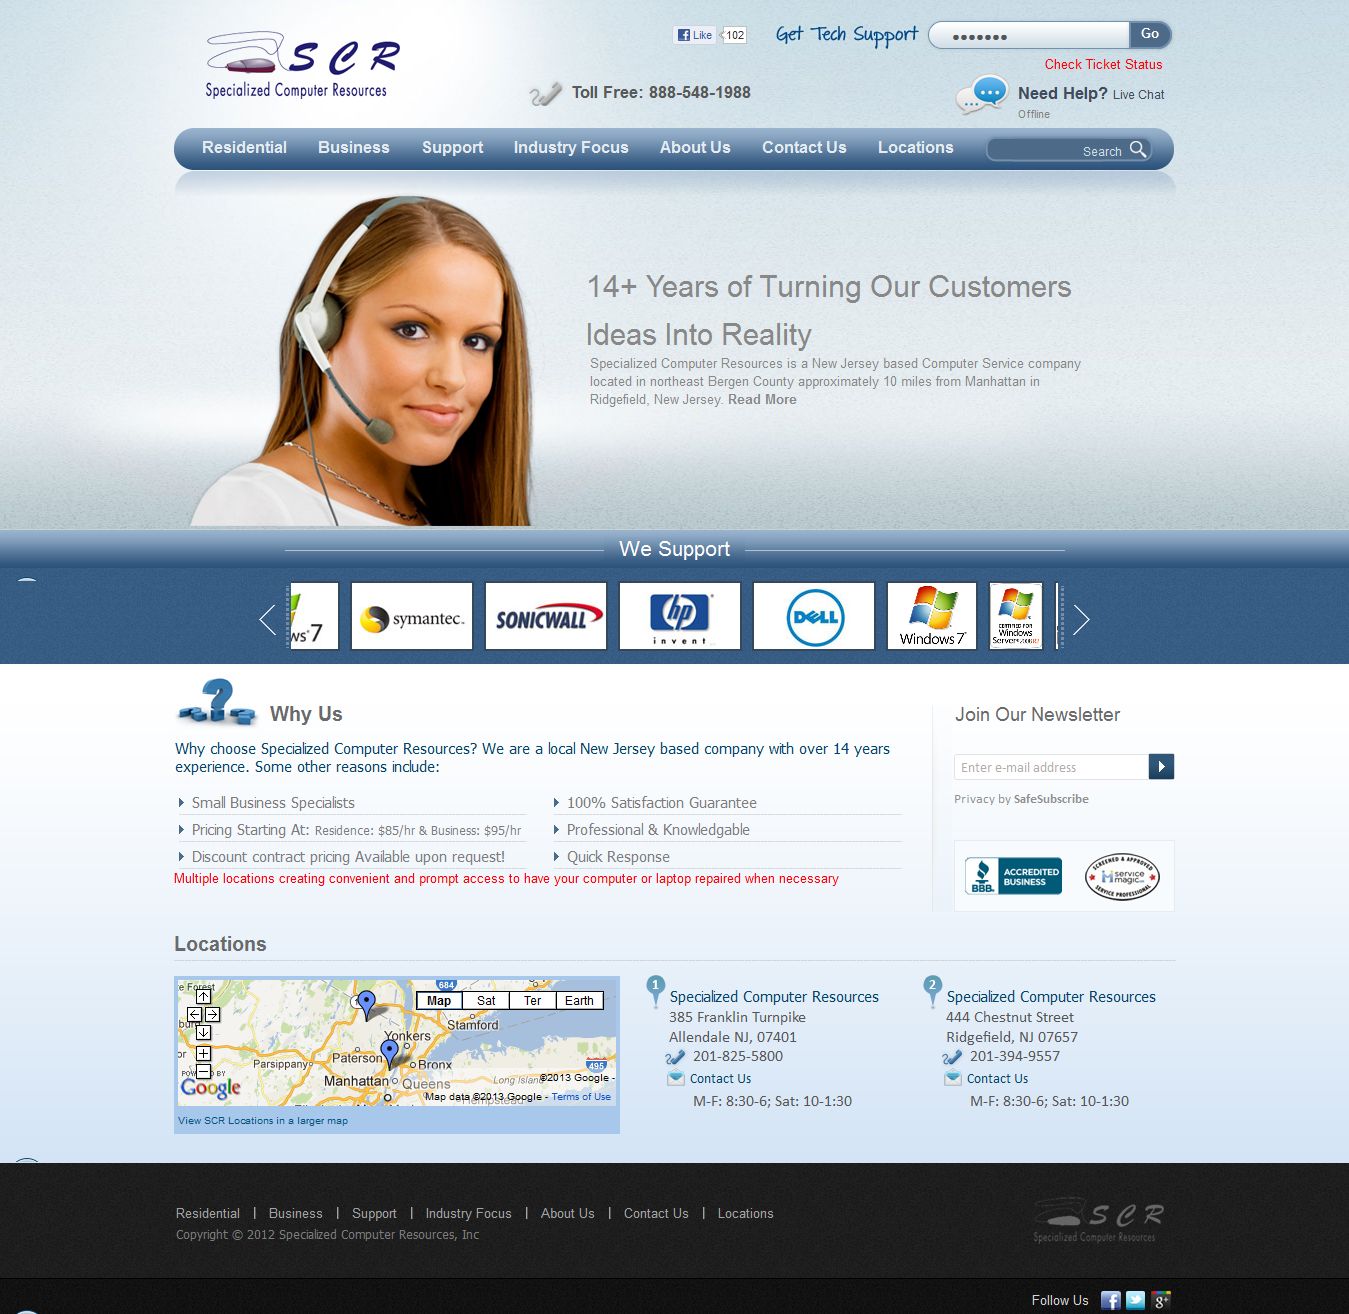 SCR
Specialized Computer Resources
Like
102
Get Tech Support
Go
Check Ticket Status
Toll Free: 888-548-1988
Need Help? Live Chat
Offline
Residential
Business
Support
Industry Focus
About Us
Contact Us
Locations
Search
14+ Years of Turning Our Customers
Ideas Into Reality
Specialized Computer Resources is a New Jersey based Computer Service company
located in northeast Bergen County approximately 10 miles from Manhattan in
Ridgefield, New Jersey. Read More
We Support
ws 7
symantec.
SONICWALL
hp
invent
DELL
Windows 7
CERTIFIED FOR
Windows
Why Us
Why choose Specialized Computer Resources? We are a local New Jersey based company with over 14 years
experience. Some other reasons include:
Small Business Specialists
100% Satisfaction Guarantee
Pricing Starting At: Residence: $85/hr & Business: $95/hr
Professional & Knowledgable
Discount contract pricing Available upon request!
Quick Response
Multiple locations creating convenient and prompt access to have your computer or laptop repaired when necessary
Join Our Newsletter
Enter e-mail address
Privacy by SafeSubscribe
BBB.
ACCREDITED
BUSINESS
SCREENED & APPROVED
service
magic
SERVICE PROFESSIONAL
Locations
684
Map
Sat
Ter
Earth
Stamford
Yonkers
Paterson
Parsippany
Bronx
495
Manhattan
Queens
Long Island
POWERED BY
Google
©2013 Google -
Map data ©2013 Google - Terms of Use
Hempstead
View SCR Locations in a larger map
1
Specialized Computer Resources
385 Franklin Turnpike
Allendale NJ, 07401
201-825-5800
Contact Us
M-F: 8:30-6; Sat: 10-1:30
2
Specialized Computer Resources
444 Chestnut Street
Ridgefield, NJ 07657
201-394-9557
Contact Us
M-F: 8:30-6; Sat: 10-1:30
Residential | Business | Support | Industry Focus | About Us | Contact Us | Locations
Copyright © 2012 Specialized Computer Resources, Inc
SCR
Specialized Computer Resources
Follow Us